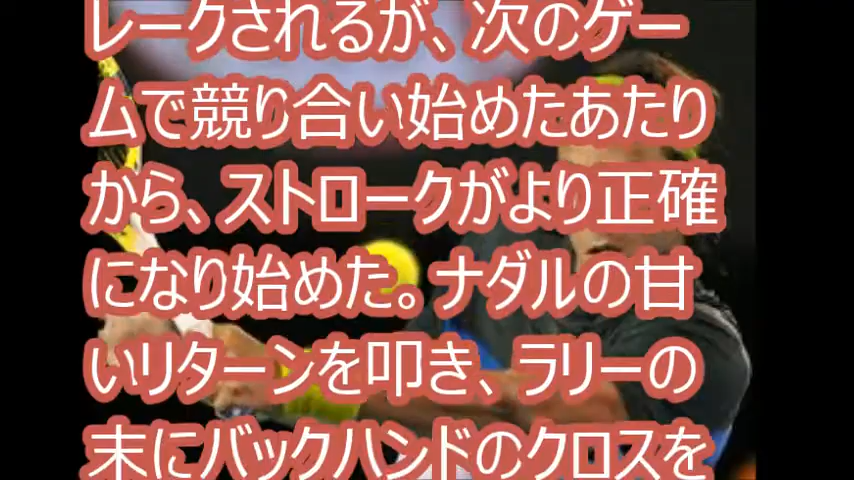 レークされるが、次のゲー
ムで競り合い始めたあたり
から、ストロークがより正確
になり始めた。ナダルの甘
いリターンを叩き、ラリーの
末にバックハンドのクロスを